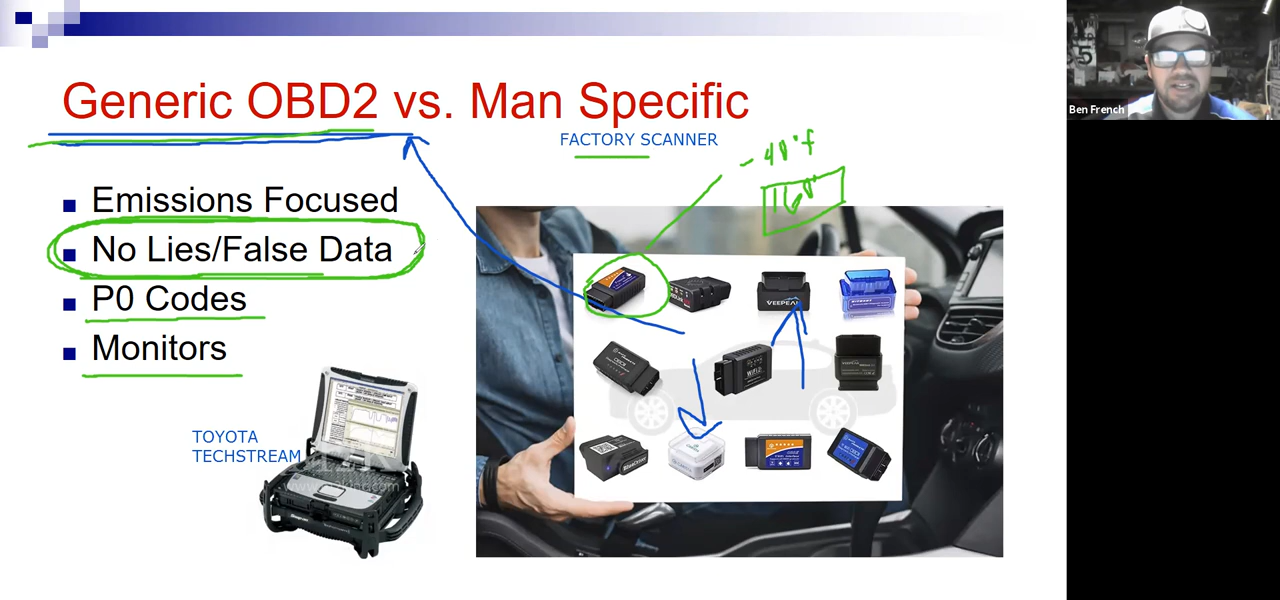 Generic OBD2 vs. Man Specific
FACTORY SCANNER
-40°f
160°
Emissions Focused
No Lies/False Data
P0 Codes
Monitors
TOYOTA
TECHSTREAM
VEEPEAK
Ben French